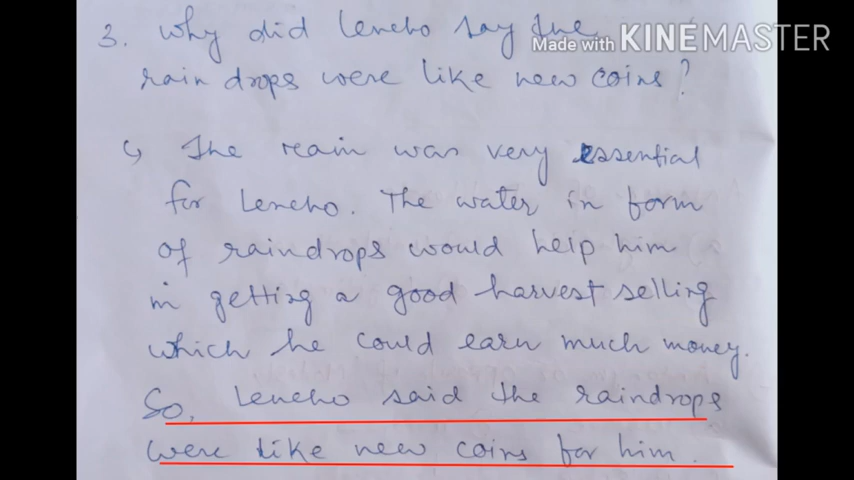 3. Why did Lencho say the
Made with KINEMASTER
rain drops were like new coins?
↳ The reain was very essential
for Lencho. The water in form
of raindrops would help him
in getting a good harvest selling
which he could earn much money.
So, Lencho said the raindrops
were like new coins for him.